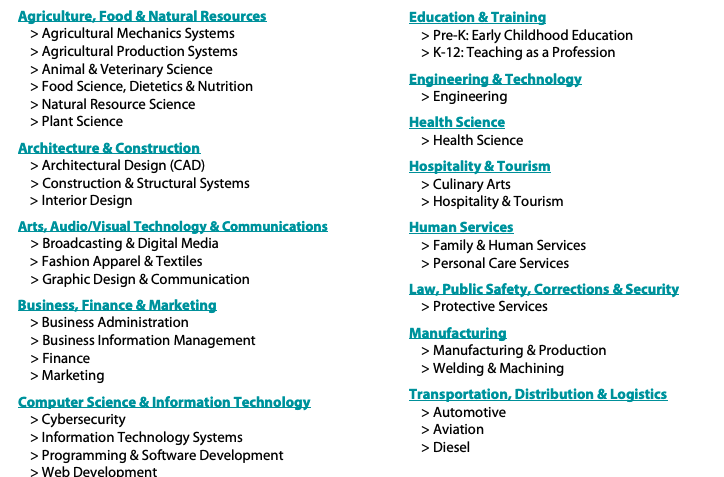 Agriculture, Food & Natural Resources
> Agricultural Mechanics Systems
> Agricultural Production Systems
> Animal & Veterinary Science
> Food Science, Dietetics & Nutrition
> Natural Resource Science
> Plant Science
Architecture & Construction
> Architectural Design (CAD)
> Construction & Structural Systems
> Interior Design
Arts, Audio/Visual Technology & Communications
> Broadcasting & Digital Media
> Fashion Apparel & Textiles
> Graphic Design & Communication
Business, Finance & Marketing
> Business Administration
> Business Information Management
> Finance
> Marketing
Computer Science & Information Technology
> Cybersecurity
> Information Technology Systems
> Programming & Software Development
> Web Development
Education & Training
> Pre-K: Early Childhood Education
> K-12: Teaching as a Profession
Engineering & Technology
> Engineering
Health Science
> Health Science
Hospitality & Tourism
> Culinary Arts
> Hospitality & Tourism
Human Services
> Family & Human Services
> Personal Care Services
Law, Public Safety, Corrections & Security
> Protective Services
Manufacturing
> Manufacturing & Production
> Welding & Machining
Transportation, Distribution & Logistics
> Automotive
> Aviation
> Diesel